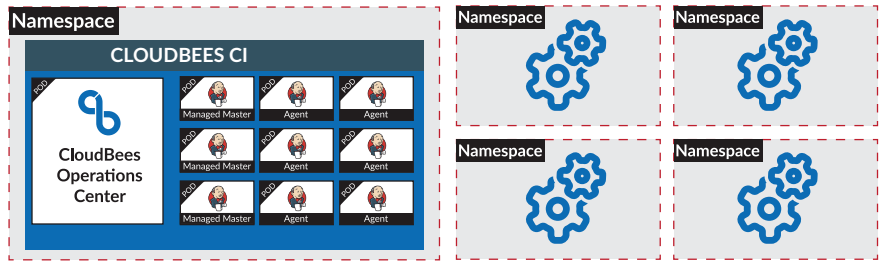 Namespace
CLOUDBEES CI
POD
CloudBees
Operations
Center
POD
Managed Master
POD
Agent
POD
Agent
POD
Managed Master
POD
Agent
POD
Agent
POD
Managed Master
POD
Agent
POD
Agent
Namespace
Namespace
Namespace
Namespace